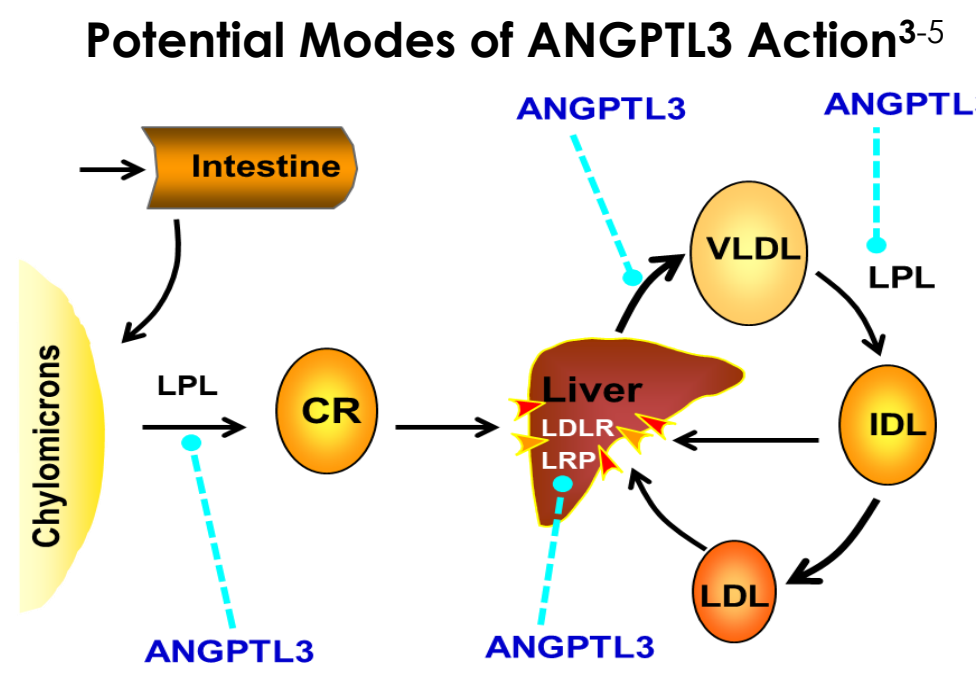 Potential Modes of ANGPTL3 Action3-5
ANGPTL3
ANGPTL3
Intestine
VLDL
LPL
Chylomicrons
LPL
CR
Liver
LDLR
LRP
IDL
LDL
ANGPTL3
ANGPTL3